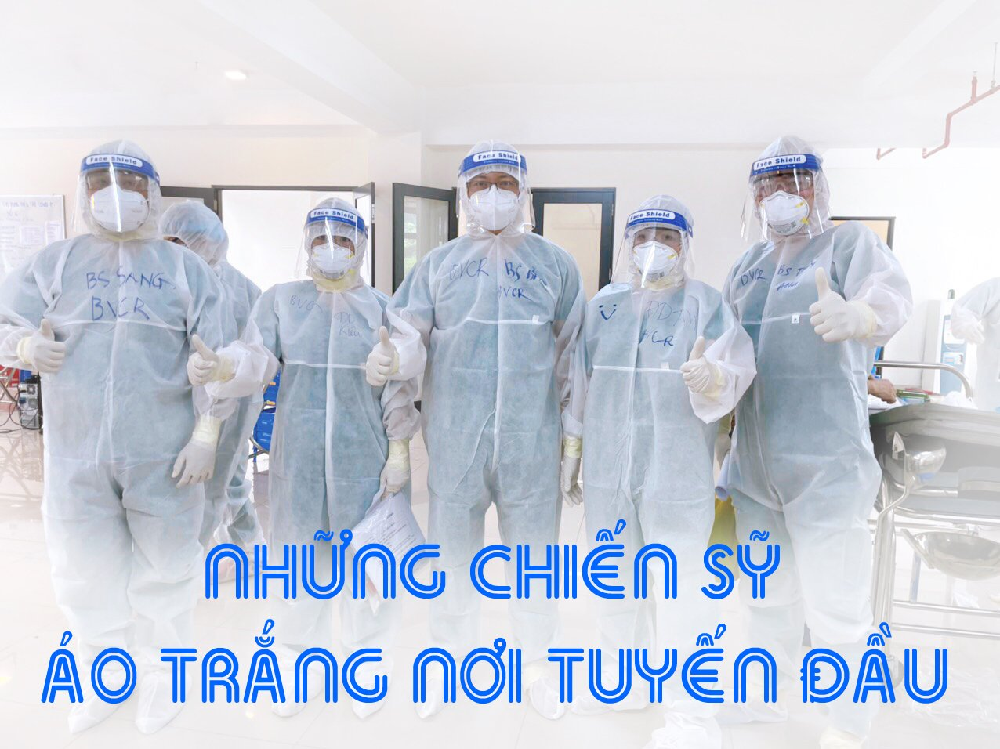 Face Shield
Face Shield
Face Shield
Face Shield
Face Shield
BS SANG
BVCR
BVCR BS
BVCR
BVCR BS
NHỮNG CHIẾN SỸ
ÁO TRẮNG NƠI TUYẾN ĐẦU